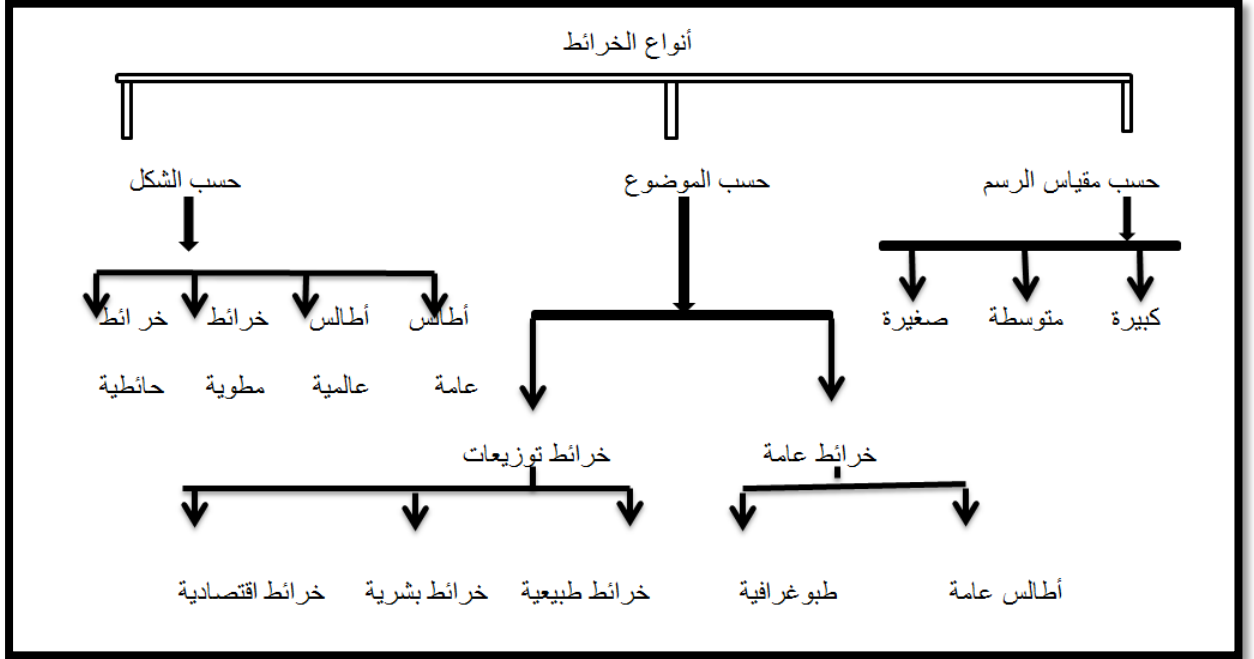 أنواع الخرائط
حسب مقياس الرسم
حسب الموضوع
حسب الشكل
كبيرة
متوسطة
صغيرة
أطالس
عامة
أطالس
عالمية
خرائط
مطوية
خر ائط
حائطية
خرائط عامة
خرائط توزيعات
أطالس عامة
طبوغرافية
خرائط طبيعية
خرائط بشرية
خرائط اقتصادية